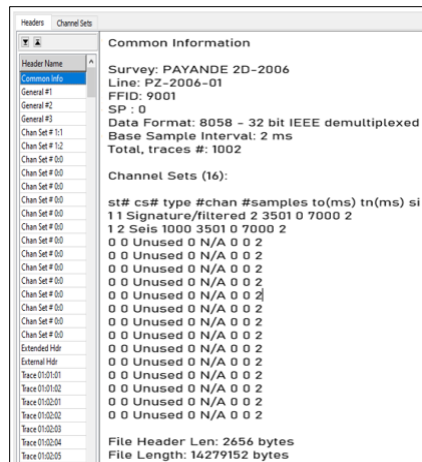 Headers Channel Sets
Header Name
Common Info
General #1
General #2
General #3
Chan Set # 1:1
Chan Set # 1:2
Chan Set # 0:0
Chan Set # 0:0
Chan Set # 0:0
Chan Set # 0:0
Chan Set # 0:0
Chan Set # 0:0
Chan Set # 0:0
Chan Set # 0:0
Chan Set # 0:0
Chan Set # 0:0
Chan Set # 0:0
Chan Set # 0:0
Chan Set # 0:0
Chan Set # 0:0
Extended Hdr
External Hdr
Trace 01:01:01
Trace 01:01:02
Trace 01:02:01
Trace 01:02:02
Trace 01:02:03
Trace 01:02:04
Trace 01:02:05
Common Information
Survey: PAYANDE 2D-2006
Line: PZ-2006-01
FFID: 9001
SP : 0
Data Format: 8058 - 32 bit IEEE demultiplexed
Base Sample Interval: 2 ms
Total, traces #: 1002
Channel Sets (16):
st# cs# type #chan #samples to(ms) tn(ms) si
1 1 Signature/filtered 2 3501 0 7000 2
1 2 Seis 1000 3501 0 7000 2
0 0 Unused 0 N/A 0 0 2
0 0 Unused 0 N/A 0 0 2
0 0 Unused 0 N/A 0 0 2
0 0 Unused 0 N/A 0 0 2
0 0 Unused 0 N/A 0 0 2
0 0 Unused 0 N/A 0 0 2
0 0 Unused 0 N/A 0 0 2
0 0 Unused 0 N/A 0 0 2
0 0 Unused 0 N/A 0 0 2
0 0 Unused 0 N/A 0 0 2
0 0 Unused 0 N/A 0 0 2
0 0 Unused 0 N/A 0 0 2
0 0 Unused 0 N/A 0 0 2
0 0 Unused 0 N/A 0 0 2
File Header Len: 2656 bytes
File Length: 14279152 bytes